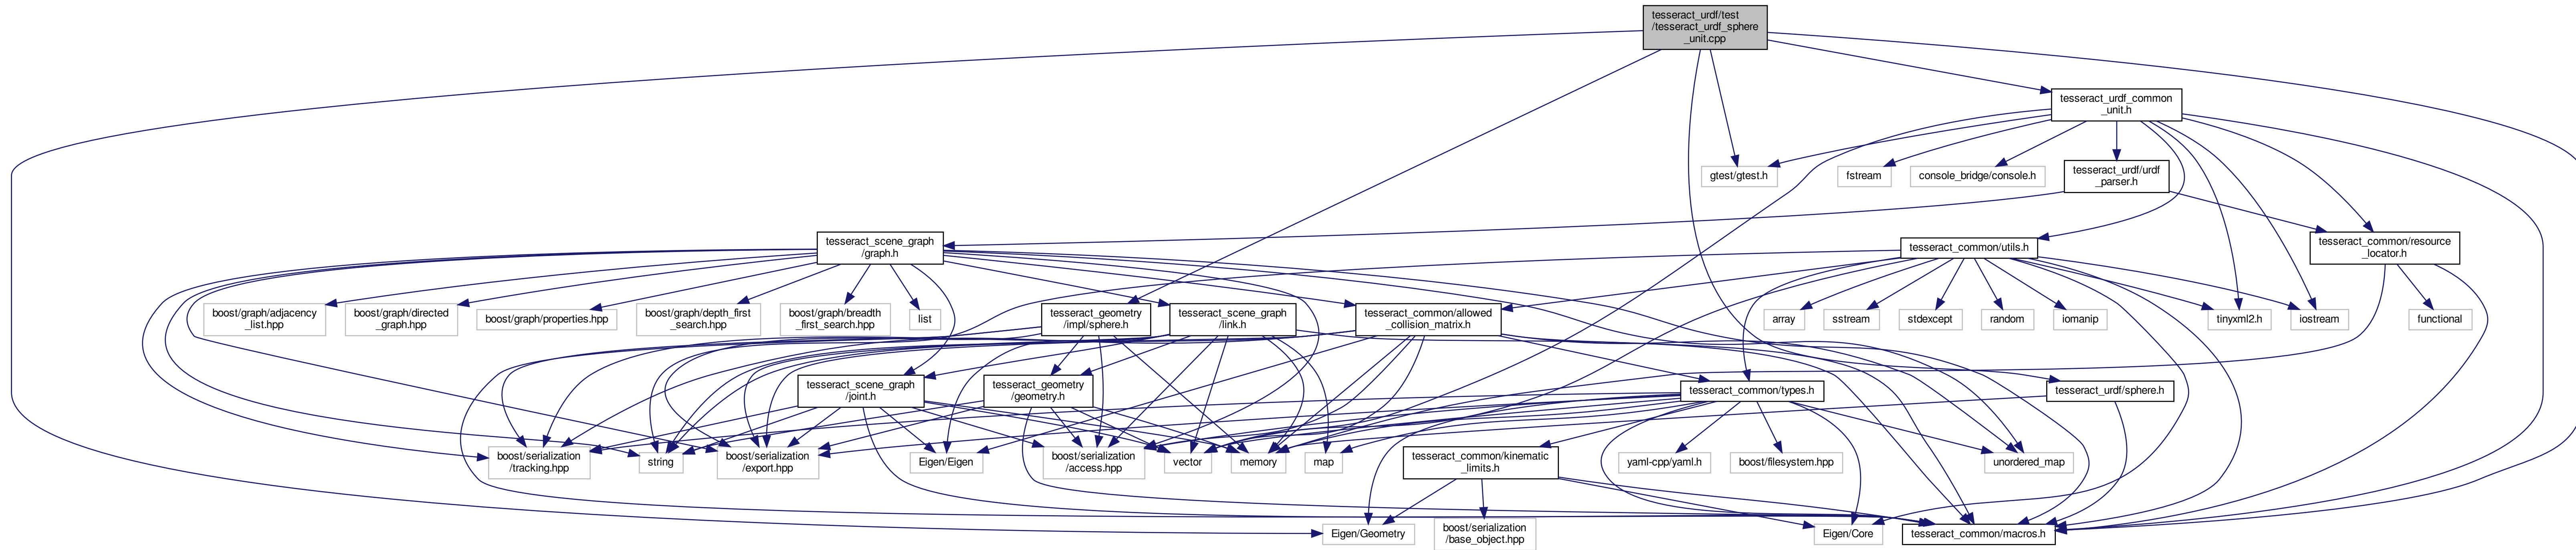 tesseract_urdf/test
/tesseract_urdf_sphere
_unit.cpp
tesseract_urdf_common
_unit.h
gtest/gtest.h
fstream
console_bridge/console.h
tesseract_urdf/urdf
_parser.h
tesseract_scene_graph
/graph.h
tesseract_common/utils.h
tesseract_common/resource
_locator.h
boost/graph/adjacency
_list.hpp
boost/graph/directed
_graph.hpp
boost/graph/properties.hpp
boost/graph/depth_first
_search.hpp
boost/graph/breadth
_first_search.hpp
list
tesseract_geometry
/impl/sphere.h
tesseract_scene_graph
/link.h
tesseract_common/allowed
_collision_matrix.h
array
sstream
stdexcept
random
iomanip
tinyxml2.h
iostream
functional
tesseract_scene_graph
/joint.h
tesseract_geometry
/geometry.h
tesseract_common/types.h
tesseract_urdf/sphere.h
boost/serialization
/tracking.hpp
string
boost/serialization
/export.hpp
Eigen/Eigen
boost/serialization
/access.hpp
vector
memory
map
tesseract_common/kinematic
_limits.h
yaml-cpp/yaml.h
boost/filesystem.hpp
unordered_map
Eigen/Geometry
boost/serialization
/base_object.hpp
Eigen/Core
tesseract_common/macros.h